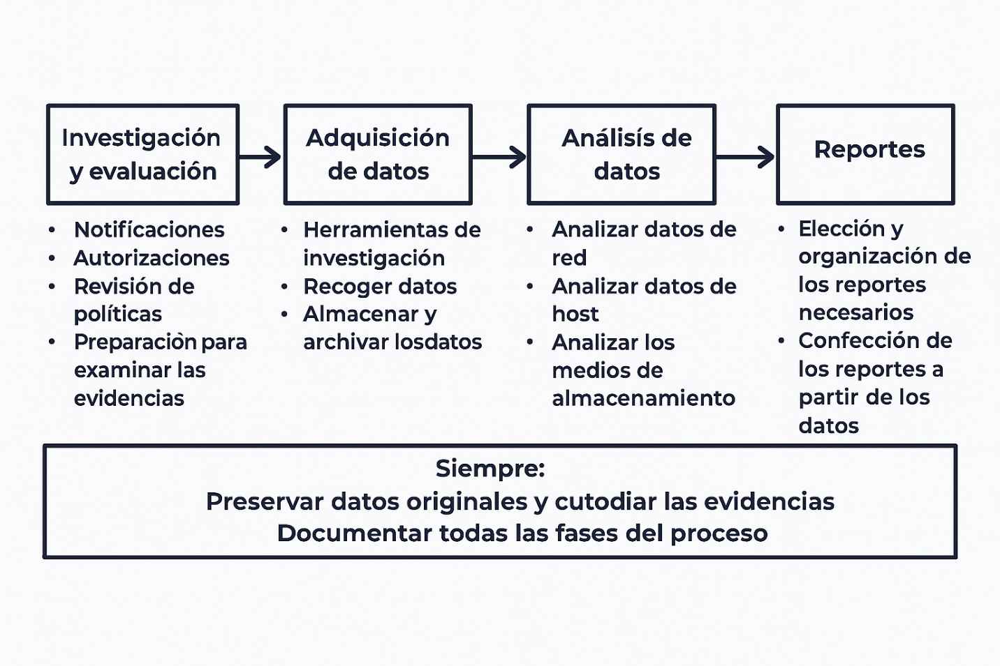 Investigación
y evaluación
Adquisición
de datos
Análisís de
datos
Reportes
• Notifícaciones
• Autorizaciones
• Revisión de
políticas
• Preparaciòn para
examinar las
evidencias
• Herramientas de
investigación
• Recoger datos
• Almacenar y
archivar losdatos
• Analizar datos de
red
• Analizar datos de
host
• Analizar los
medios de
almacenamiento
• Elección y
organización de
los reportes
necesarios
• Confección de
los reportes a
partir de los
datos
Siempre:
Preservar datos originales y cutodiar las evidencias
Documentar todas las fases del proceso